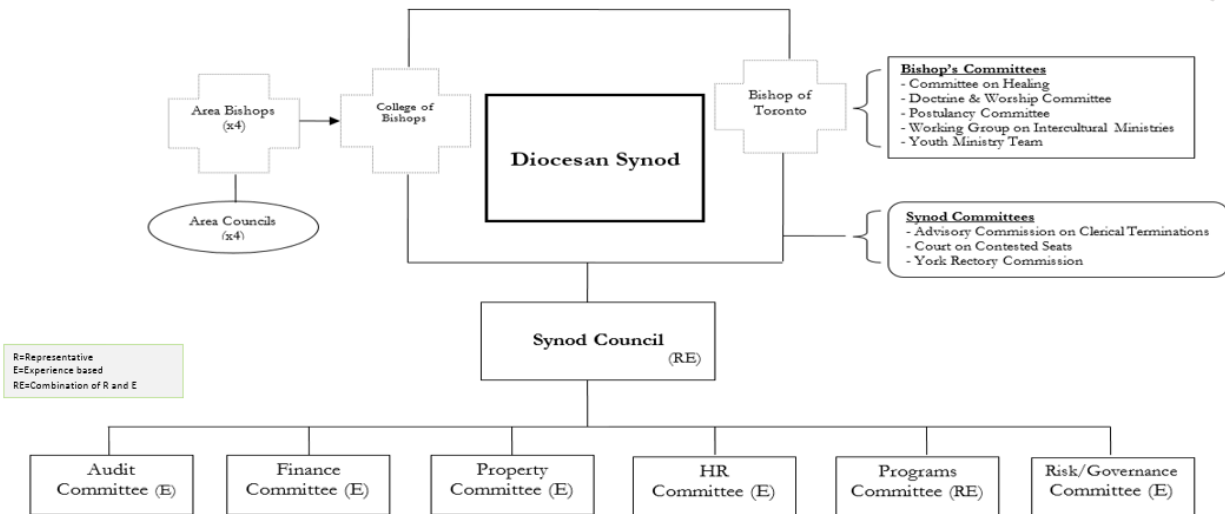 Area Bishops
(x4)
College of
Bishops
Diocesan Synod
Bishop of
Toronto
Bishop's Committees
- Committee on Healing
- Doctrine & Worship Committee
- Postulancy Committee
- Working Group on Intercultural Ministries
- Youth Ministry Team
Area Councils
(x4)
Synod Committees
- Advisory Commission on Clerical Terminations
- Court on Contested Seats
- York Rectory Commission
Synod Council
(RE)
R=Representative
E=Experience based
RE=Combination of R and E
Audit
Committee (E)
Finance
Committee (E)
Property
Committee (E)
HR
Committee (E)
Programs
Committee (RE)
Risk/Governance
Committee (E)